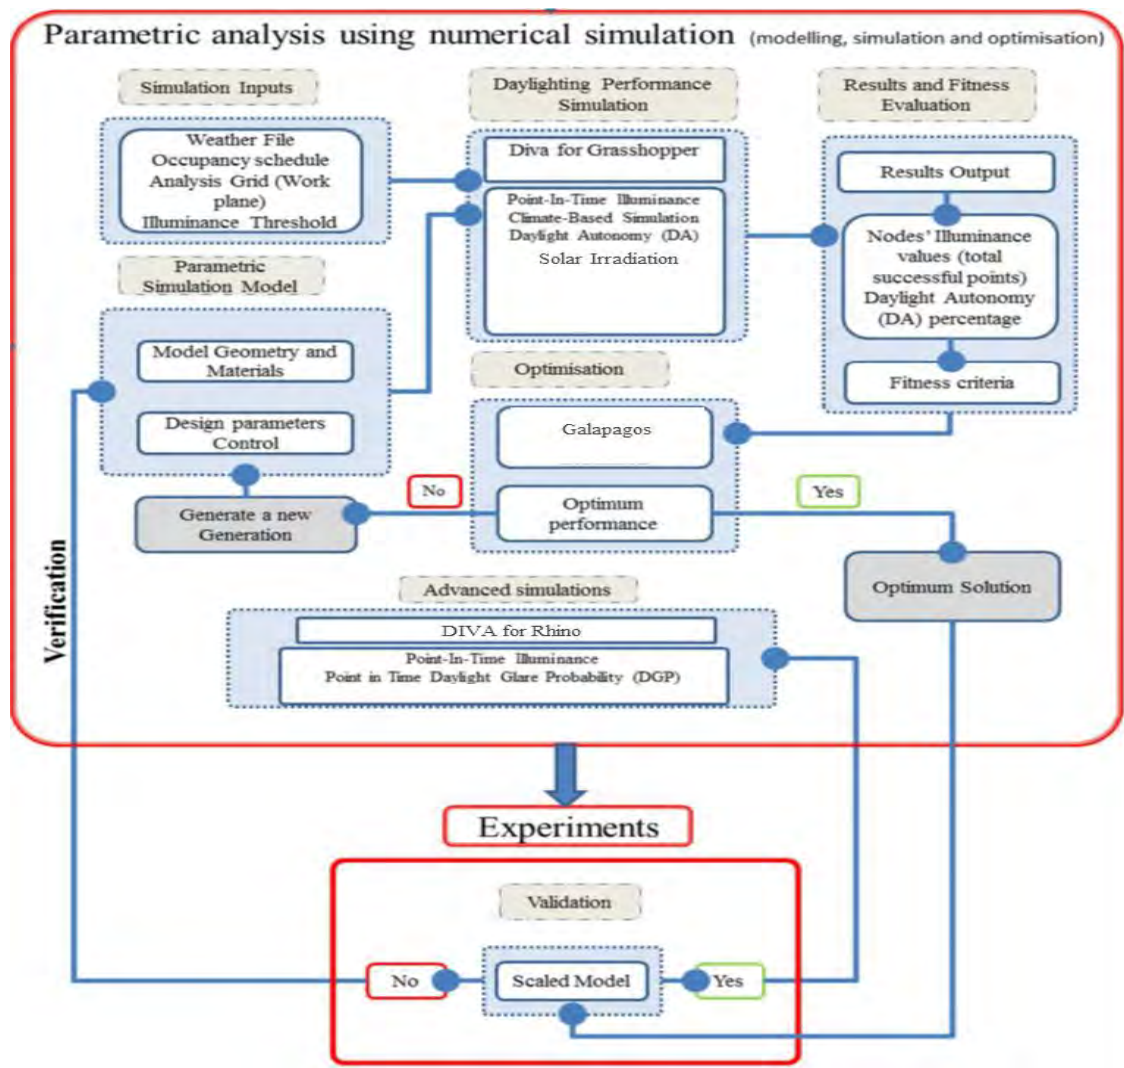 Parametric analysis using numerical simulation (modelling, simulation and optimisation)
Simulation Inputs
Weather File
Occupancy schedule
Analysis Grid (Work
plane)
Illuminance Threshold
Parametric
Simulation Model
Model Geometry and
Materials
Design parameters
Control
Generate a new
Generation
Daylighting Performance
Simulation
Diva for Grasshopper
Point-In-Time Illuminance
Climate-Based Simulation
Daylight Autonomy (DA)
Solar Irradiation
Optimisation
Galapagos
Optimum
performance
No
Yes
Results and Fitness
Evaluation
Results Output
Nodes' Illuminance
values (total
successful points)
Daylight Autonomy
(DA) percentage
Fitness criteria
Optimum Solution
Advanced simulations
DIVA for Rhino
Point-In-Time Illuminance
Point in Time Daylight Glare Probability (DGP)
Verification
Experiments
Validation
No
Scaled Model
Yes